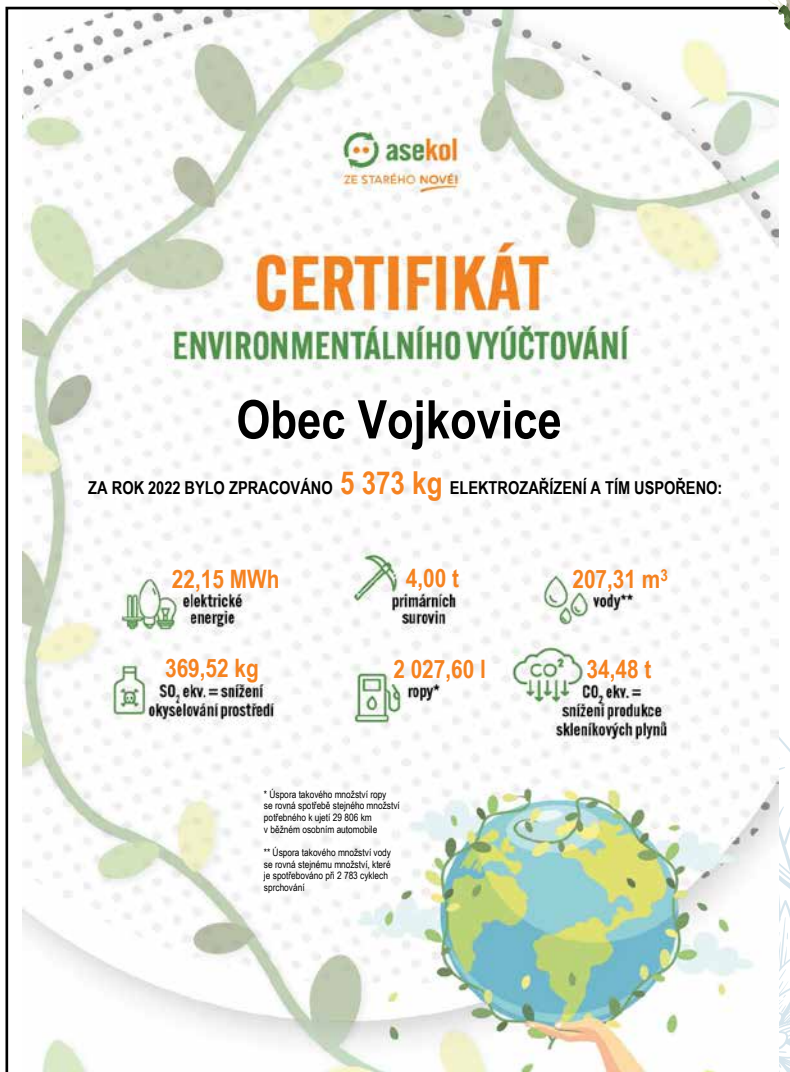 asekol
ZE STARÉHO NOVÉ!
CERTIFIKÁT
ENVIRONMENTÁLNÍHO VYÚČTOVÁNÍ
Obec Vojkovice
ZA ROK 2022 BYLO ZPRACOVÁNO 5 373 kg ELEKTROZAŘÍZENÍ A TÍM USPOŘENO:
22,15 MWh
elektrické
energie
4,00 t
primárních
surovin
207,31 m³
vody**
369,52 kg
SO₂ ekv. = snížení
okyselování prostředí
2 027,60 l
ropy*
CO²
34,48 t
CO₂ ekv. =
snížení produkce
skleníkových plynů
* Úspora takového množství ropy
se rovná spotřebě stejného množství
potřebného k ujetí 29 806 km
v běžném osobním automobile
** Úspora takového množství vody
se rovná stejnému množství, které
je spotřebováno při 2 783 cyklech
sprchování